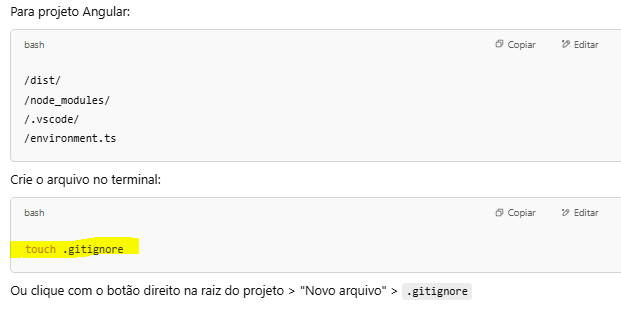 Para projeto Angular:
bash Copiar Editar
/dist/
/node_modules/
/.vscode/
/environment.ts
Crie o arquivo no terminal:
bash Copiar Editar
touch .gitignore
Ou clique com o botão direito na raiz do projeto > "Novo arquivo" > .gitignore